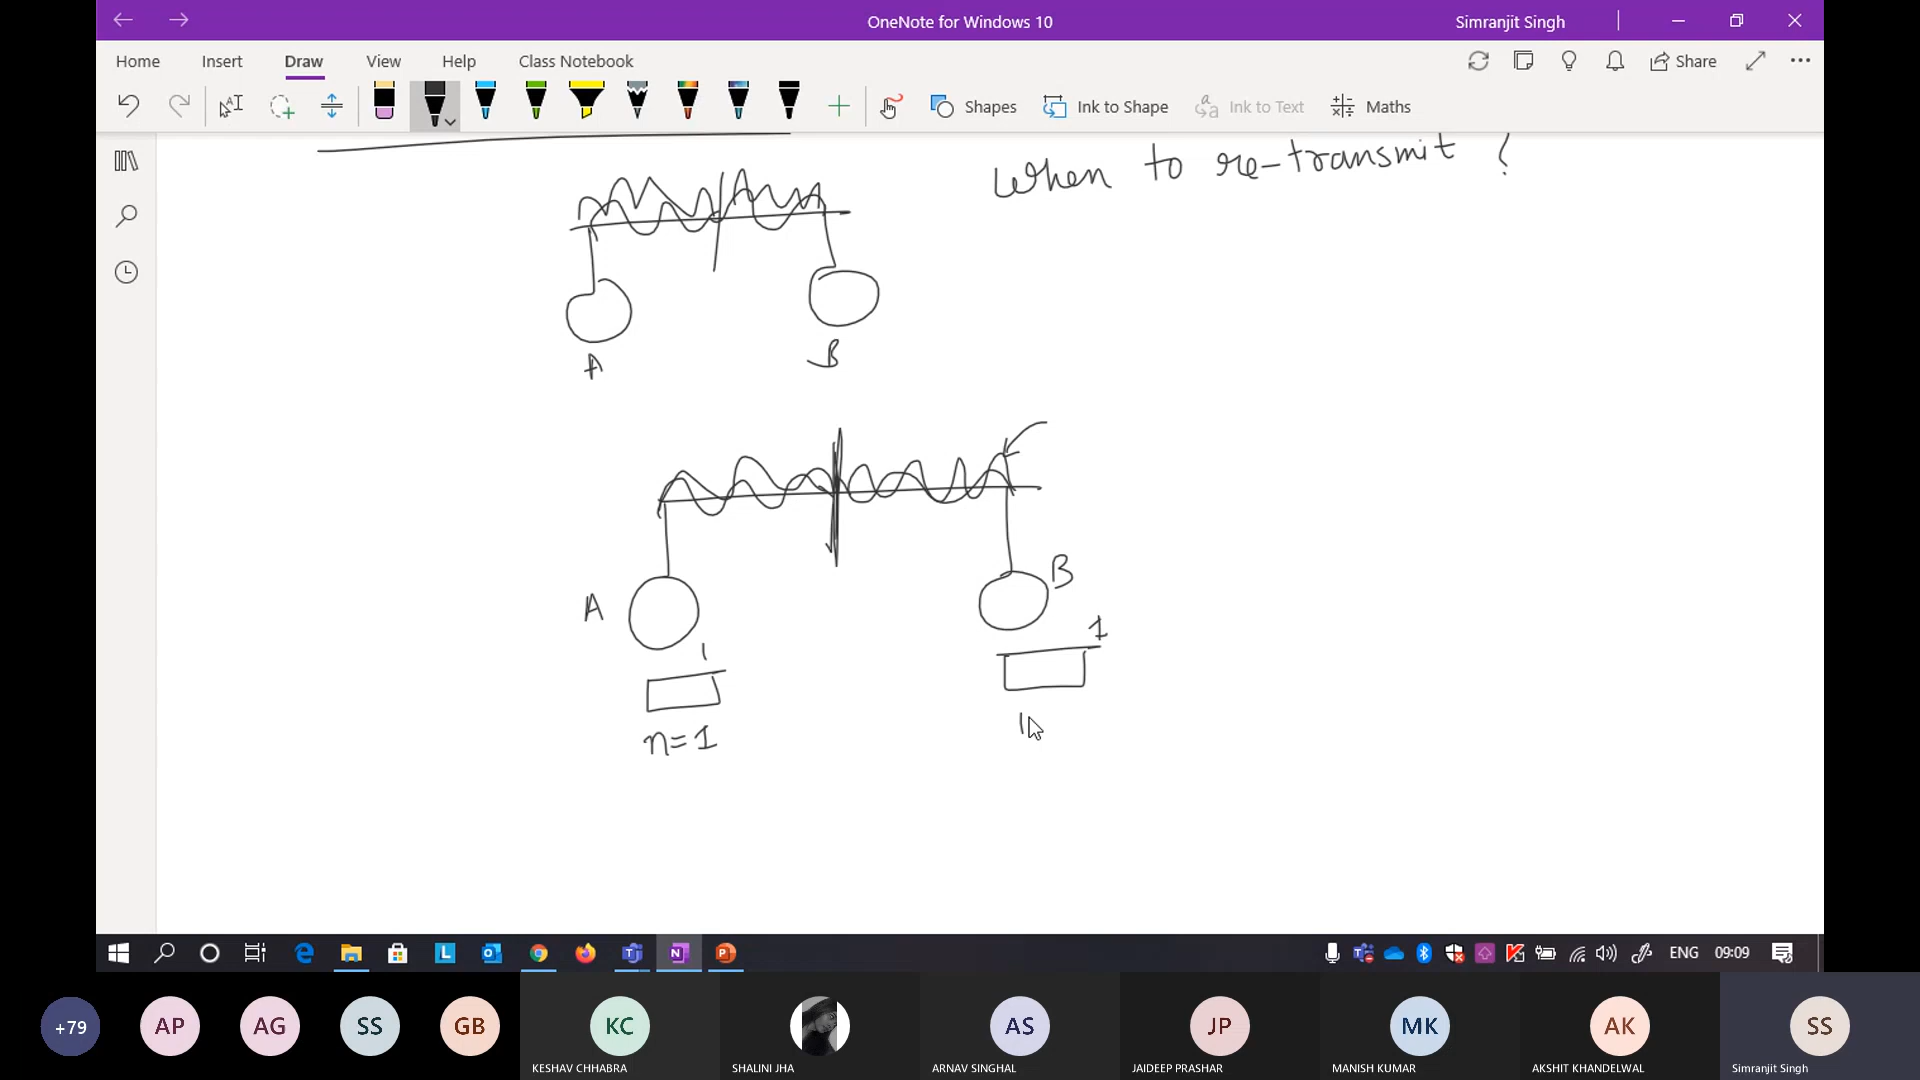 OneNote for Windows 10
Simranjit Singh
Home Insert Draw View Help Class Notebook
Share
Shapes Ink to Shape Ink to Text Maths
When to re-transmit ?
A
B
A
B
1
1
n=1
ENG 09:09
+79 AP AG SS GB KC AS JP MK AK SS
KESHAV CHHABRA SHALINI JHA ARNAV SINGHAL JAIDEEP PRASHAR MANISH KUMAR AKSHIT KHANDELWAL Simranjit Singh